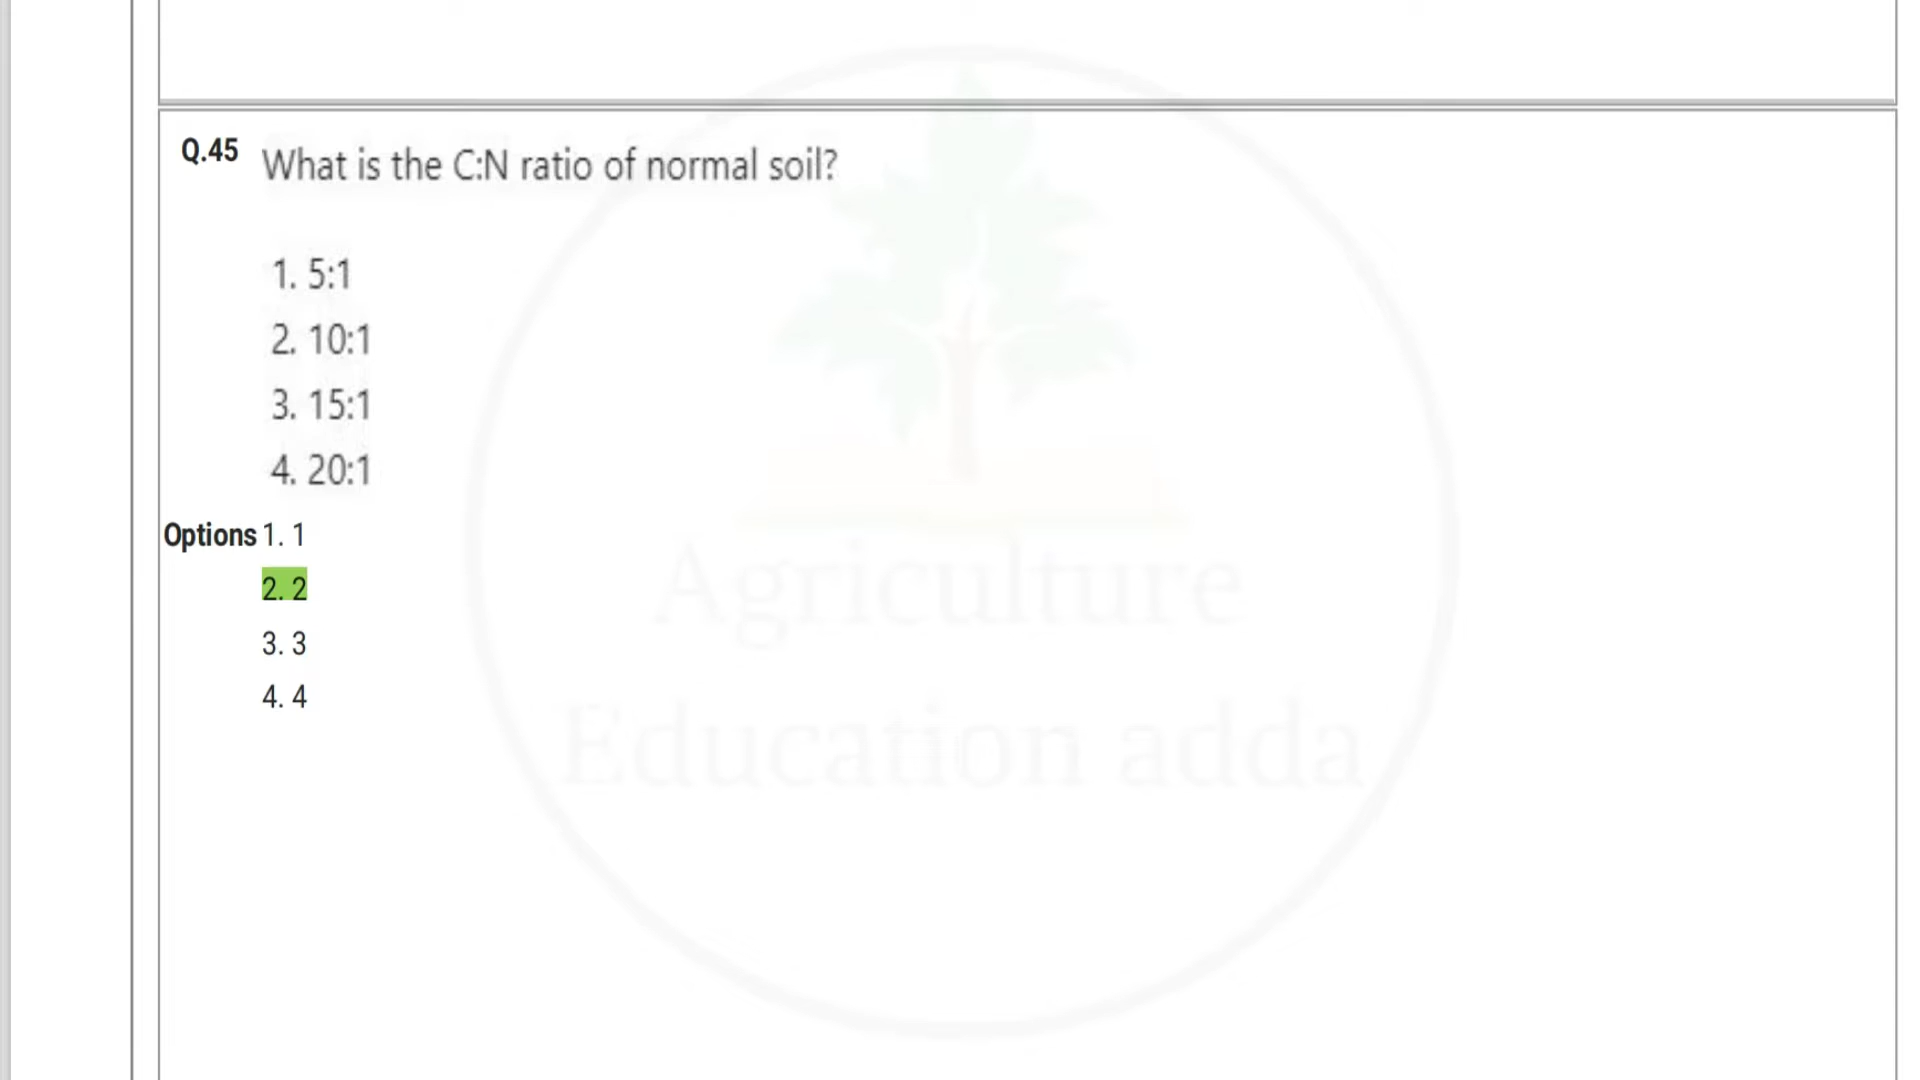 Q.45 What is the C:N ratio of normal soil?
1. 5:1
2. 10:1
3. 15:1
4. 20:1
Options 1. 1
2. 2
3. 3
4. 4
Agriculture
Education adda